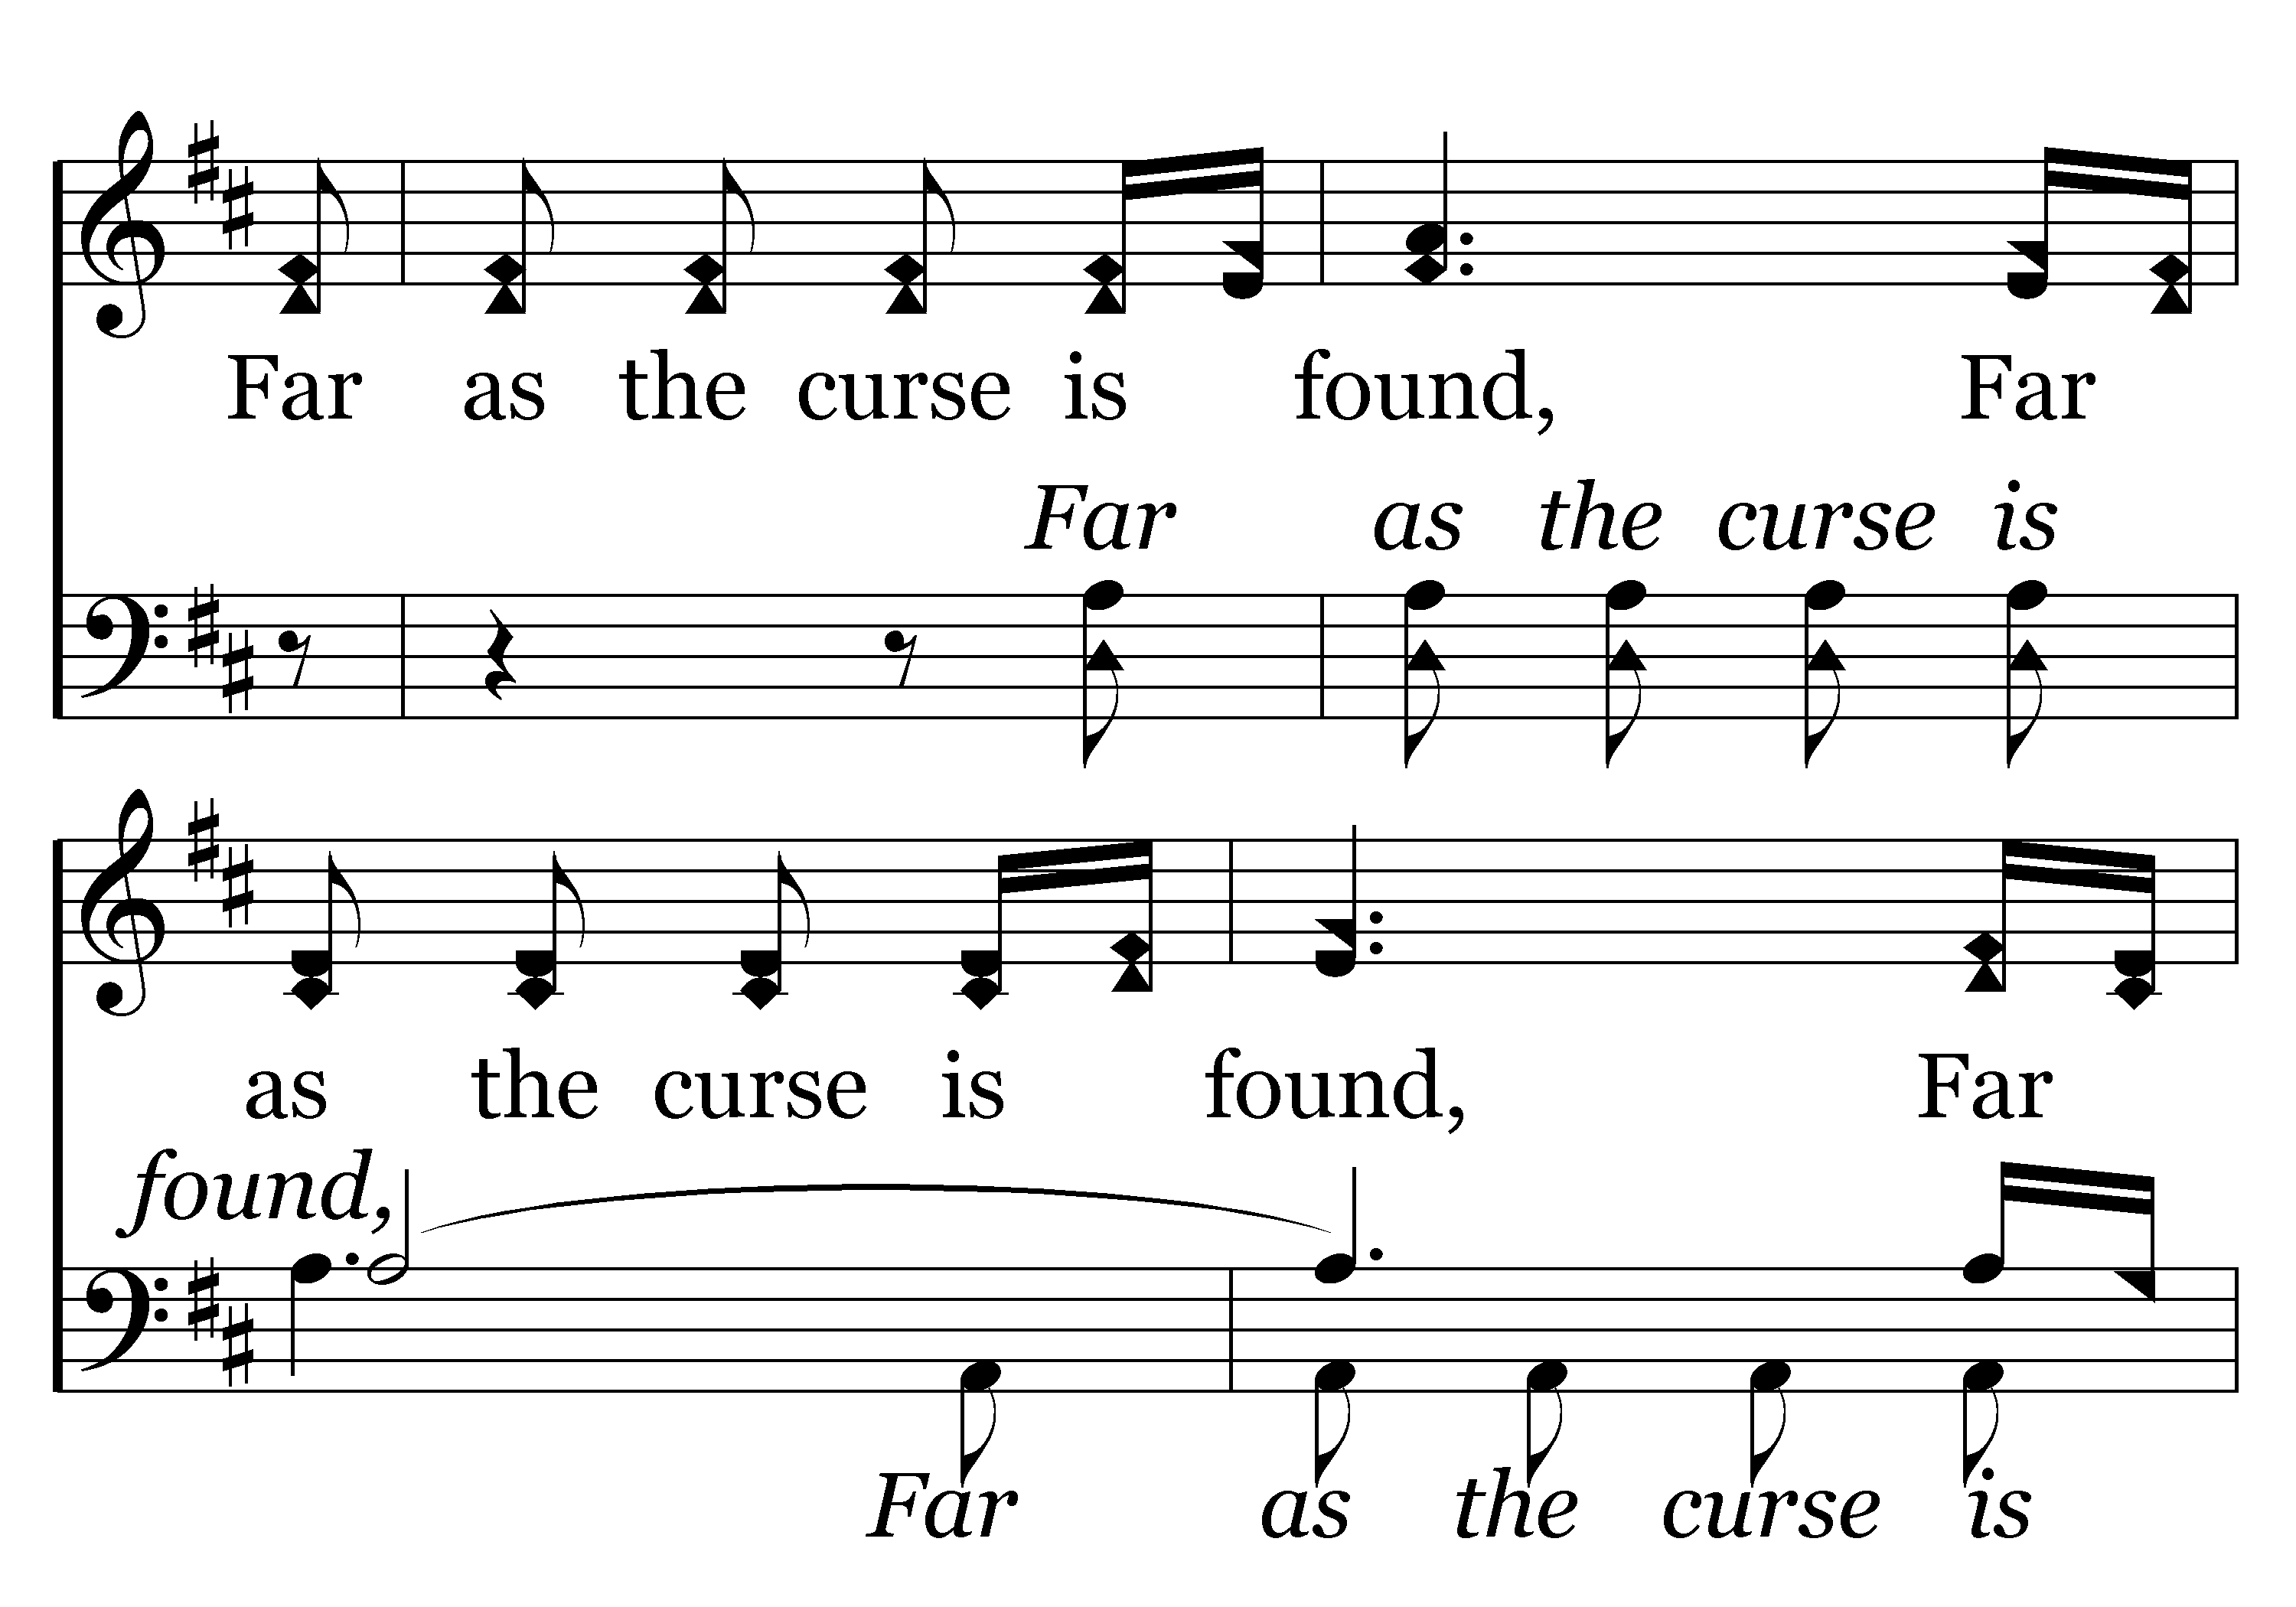 Far as the curse is found, Far
Far as the curse is
as the curse is found, Far
found,
Far as the curse is